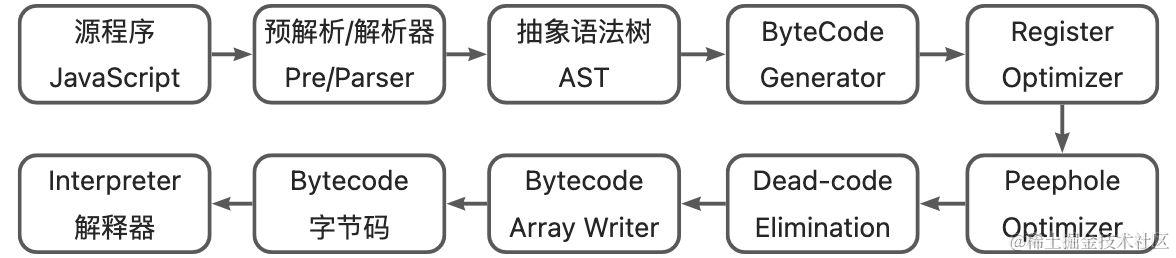 源程序
JavaScript
预解析/解析器
Pre/Parser
抽象语法树
AST
ByteCode
Generator
Register
Optimizer
Interpreter
解释器
Bytecode
字节码
Bytecode
Array Writer
Dead-code
Elimination
Peephole
Optimizer
@稀土掘金技术社区